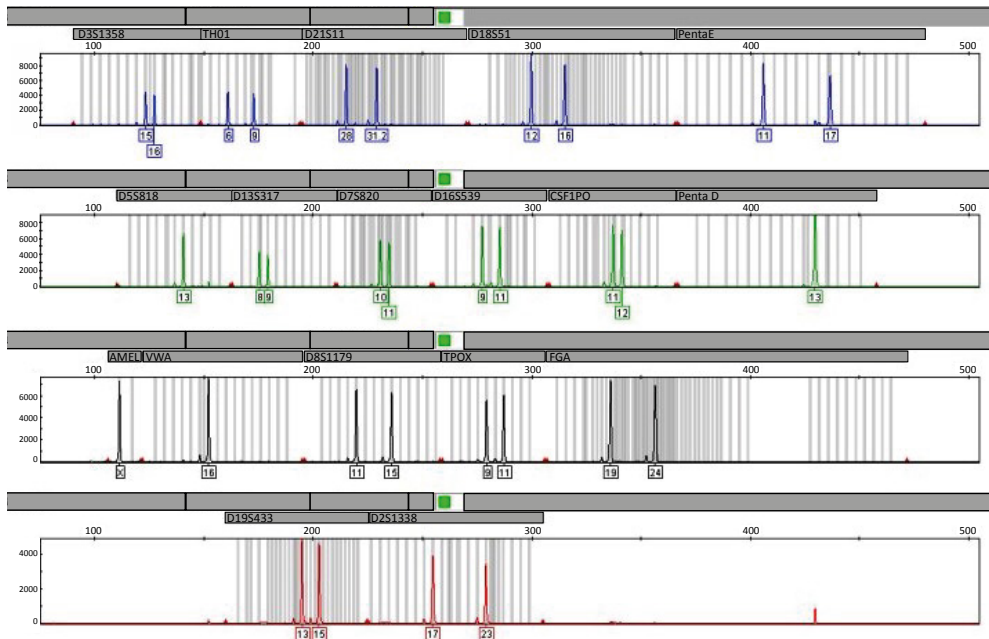 D3S1358 TH01 D21S11 D18S51 PentaE
100 200 300 400 500
8000
6000
4000
2000
0
15 6 9 28 31.2 12 16 11 17
16
D5S818 D13S317 D7S820 D16S539 CSF1PO Penta D
100 200 300 400 500
8000
6000
4000
2000
0
13 8 9 10 9 11 11 13
11 12
AMEL VWA D8S1179 TPOX FGA
100 200 300 400 500
6000
4000
2000
0
X 16 11 15 9 11 19 24
D19S433 D2S1338
100 200 300 400 500
4000
2000
0
13 15 17 23